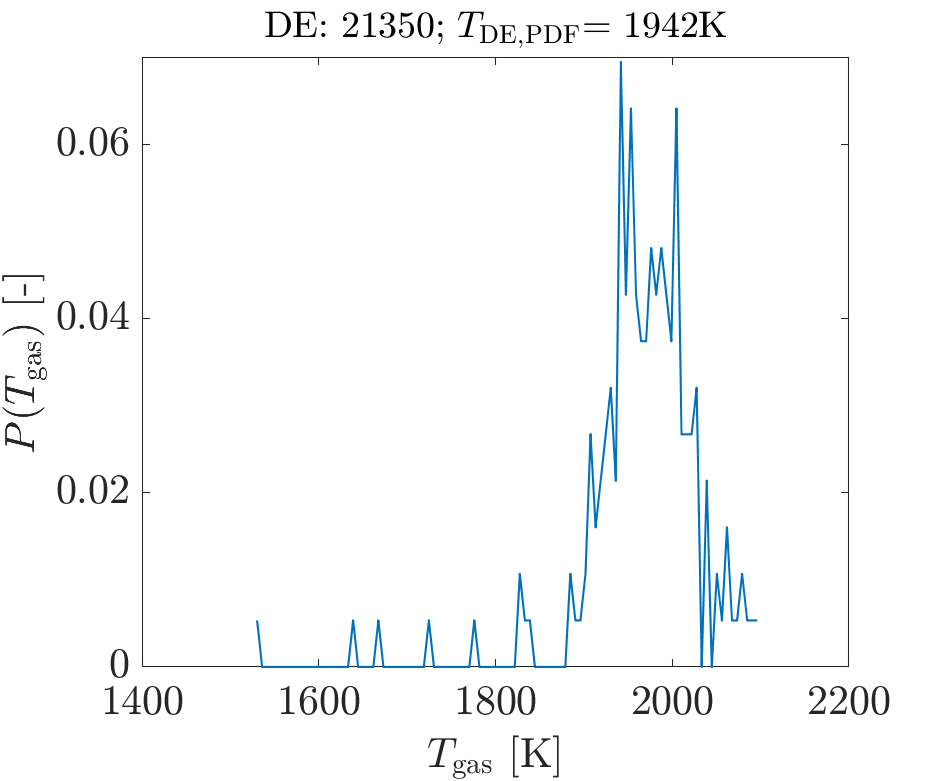 DE: 21350; T_DE,PDF= 1942K
0.06
0.04
0.02
0
P(T_gas) [-]
1400 1600 1800 2000 2200
T_gas [K]